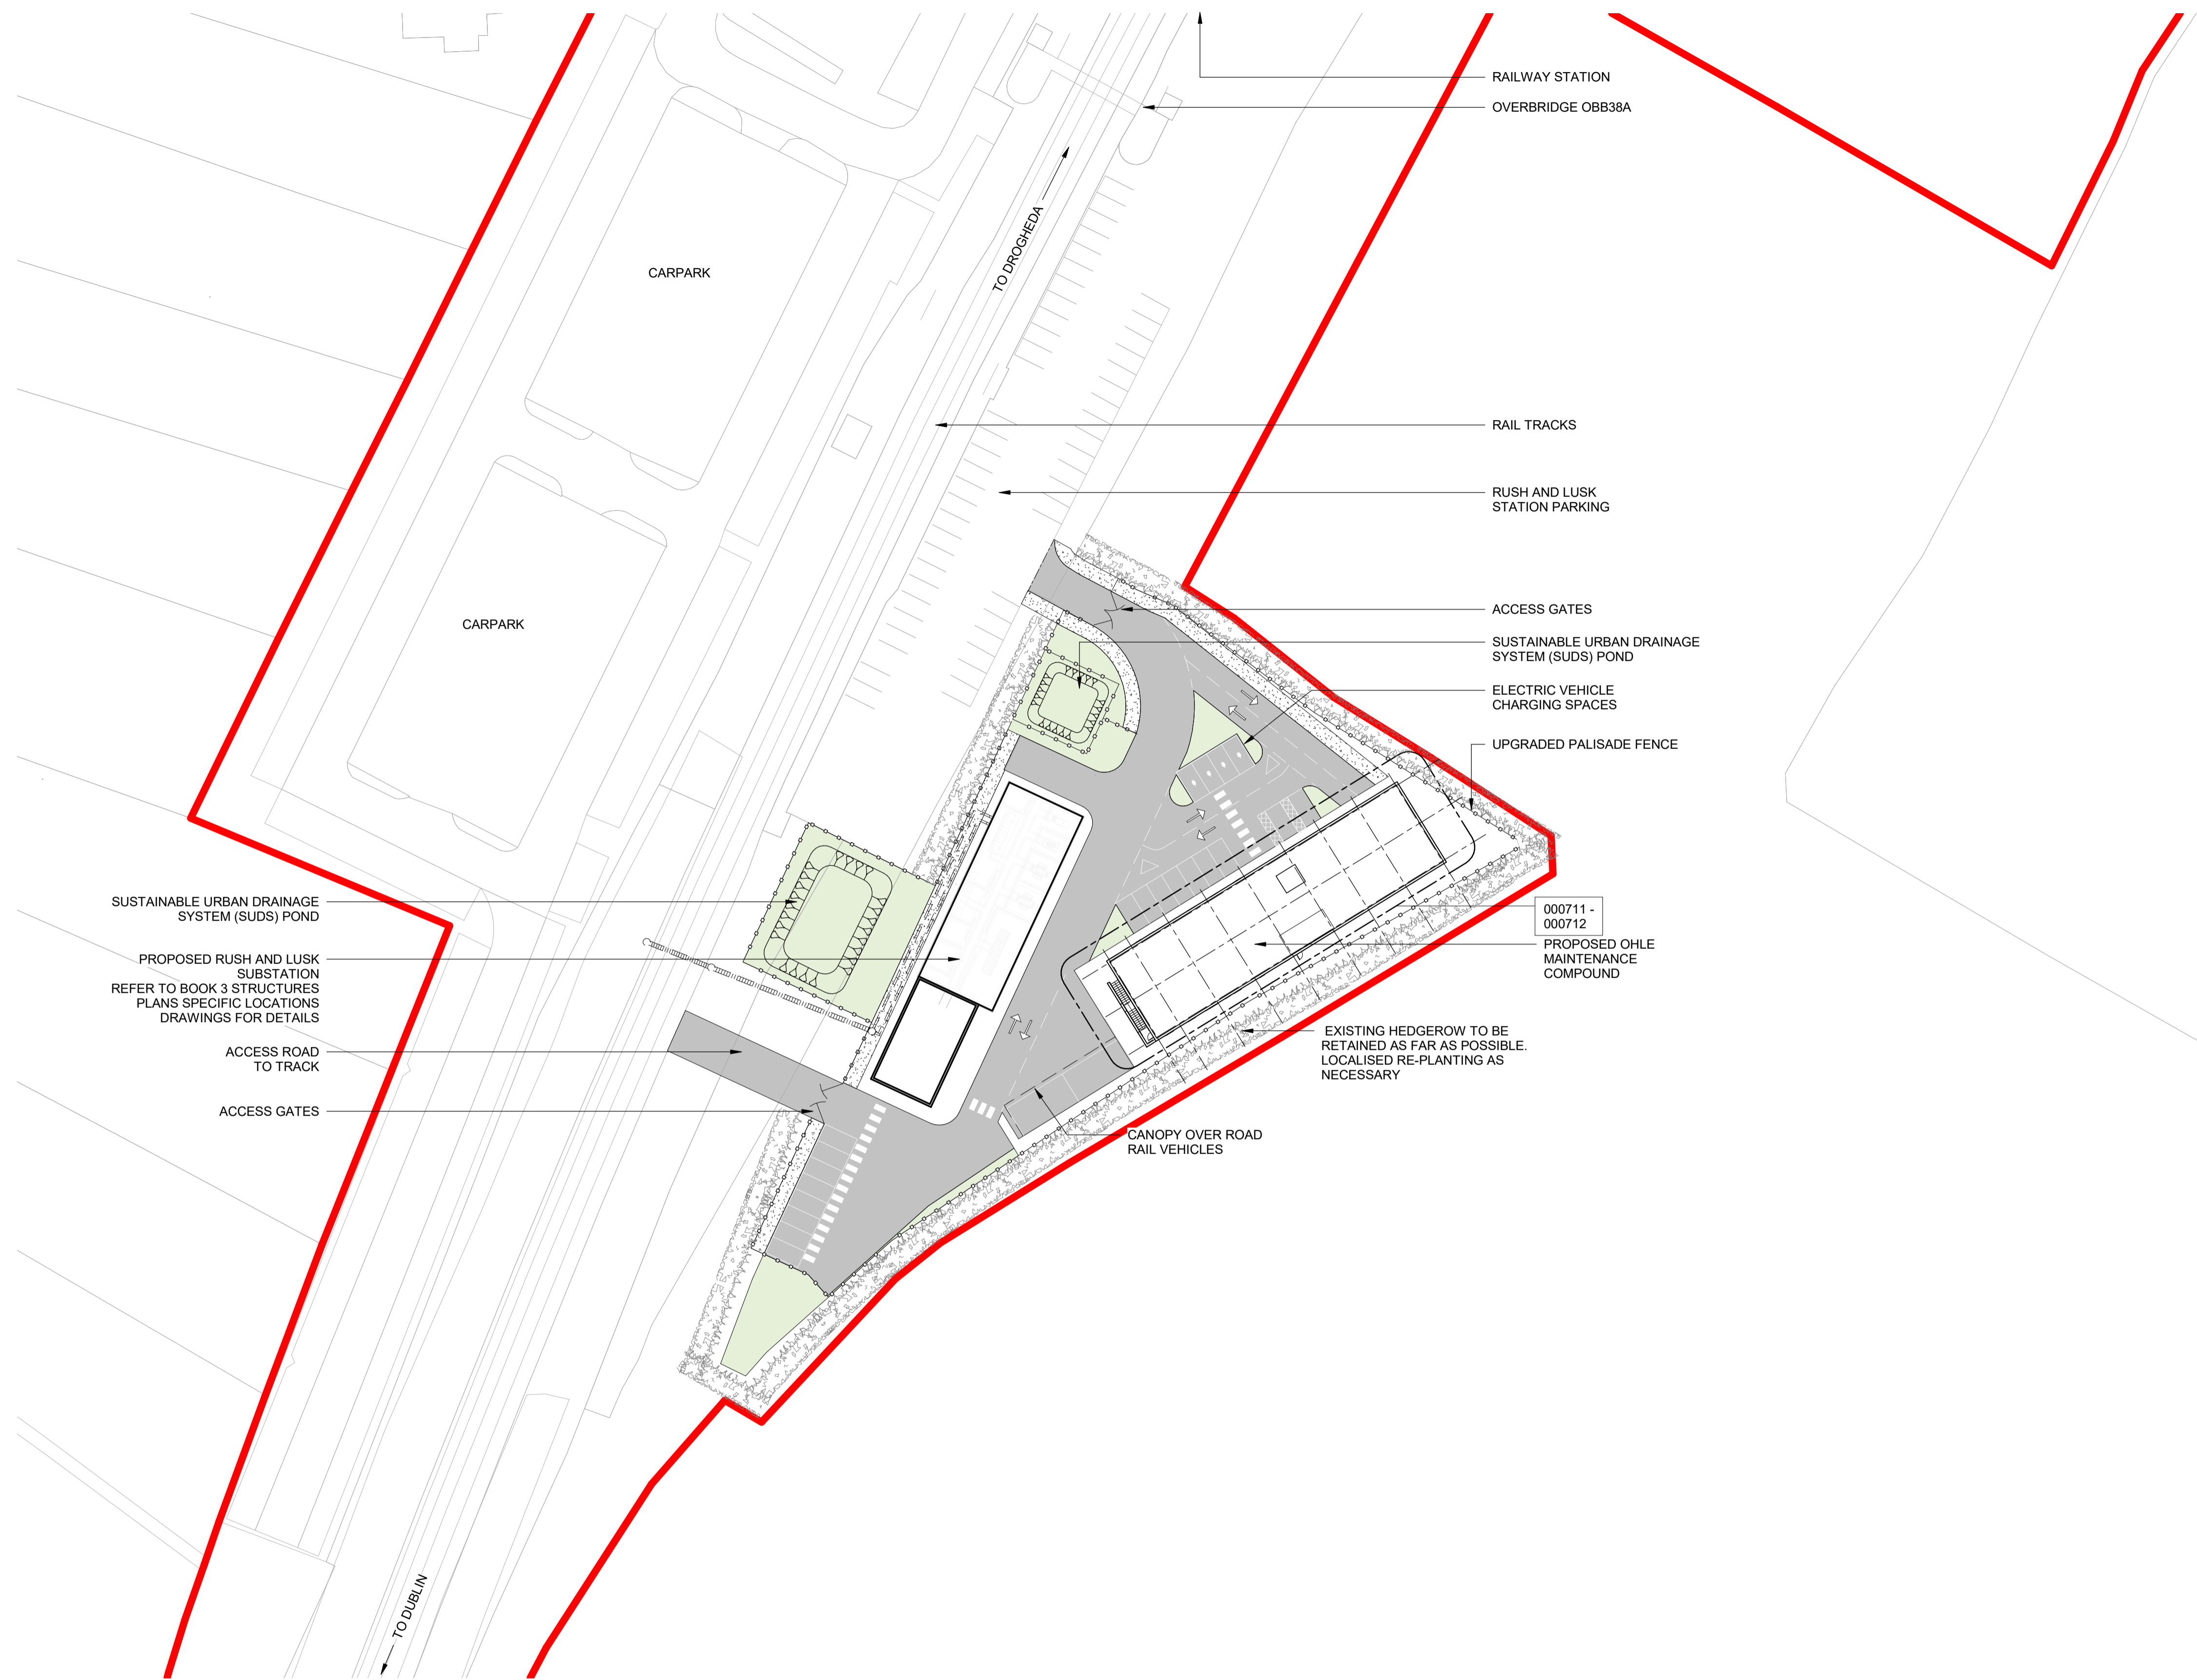 RAILWAY STATION
OVERBRIDGE OBB38A
TO DROGHEDA
CARPARK
RAIL TRACKS
RUSH AND LUSK
STATION PARKING
ACCESS GATES
CARPARK
SUSTAINABLE URBAN DRAINAGE
SYSTEM (SUDS) POND
ELECTRIC VEHICLE
CHARGING SPACES
UPGRADED PALISADE FENCE
SUSTAINABLE URBAN DRAINAGE
SYSTEM (SUDS) POND
000711 -
000712
PROPOSED OHLE
MAINTENANCE
COMPOUND
PROPOSED RUSH AND LUSK
SUBSTATION
REFER TO BOOK 3 STRUCTURES
PLANS SPECIFIC LOCATIONS
DRAWINGS FOR DETAILS
EXISTING HEDGEROW TO BE
RETAINED AS FAR AS POSSIBLE.
LOCALISED RE-PLANTING AS
NECESSARY
ACCESS ROAD
TO TRACK
ACCESS GATES
CANOPY OVER ROAD
RAIL VEHICLES
TO DUBLIN